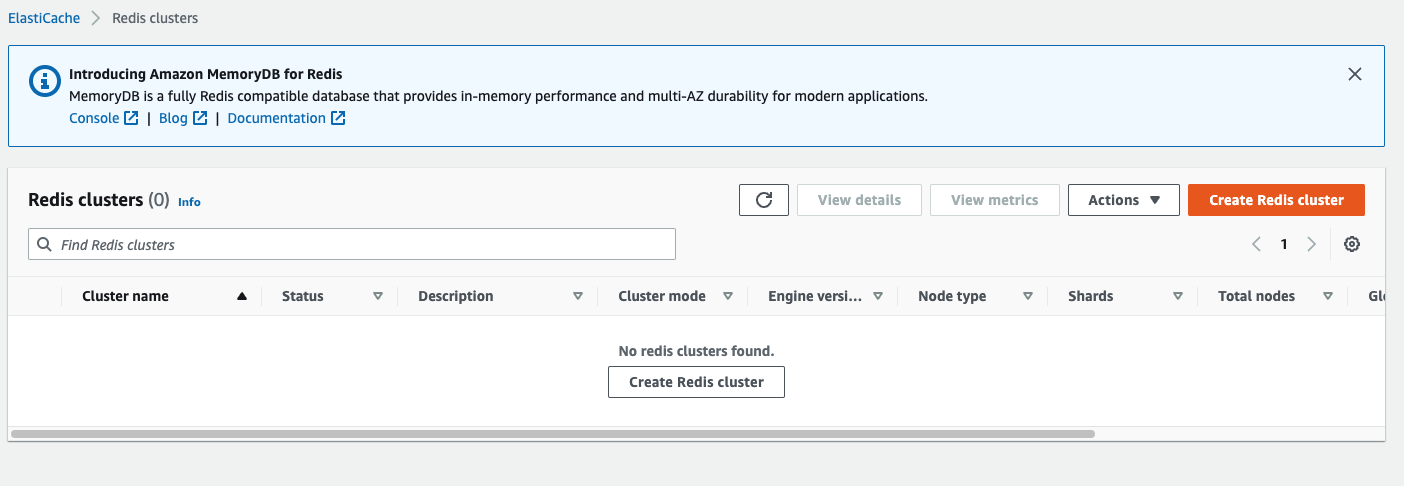 ElastiCache Redis clusters
Introducing Amazon MemoryDB for Redis
MemoryDB is a fully Redis compatible database that provides in-memory performance and multi-AZ durability for modern applications.
Console | Blog | Documentation
Redis clusters (0) Info View details View metrics Actions Create Redis cluster
Find Redis clusters 1
Cluster name Status Description Cluster mode Engine versi... Node type Shards Total nodes Glo
No redis clusters found.
Create Redis cluster